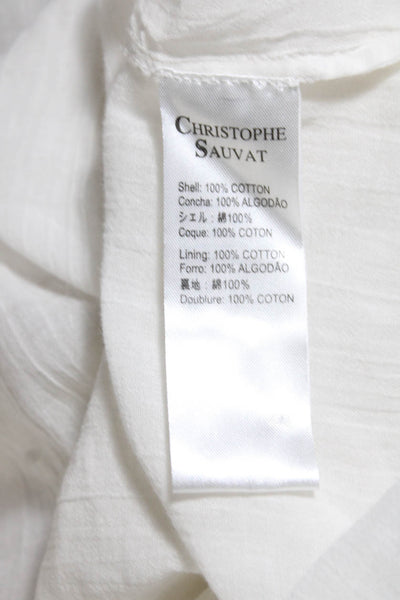 CHRISTOPHE
SAUVAT
Shell: 100% COTTON
Concha: 100% ALGODÃO
シェル : 綿100%
Coque: 100% COTON
Lining: 100% COTTON
Forro: 100% ALGODÃO
裏地 : 綿100%
Doublure: 100% COTON